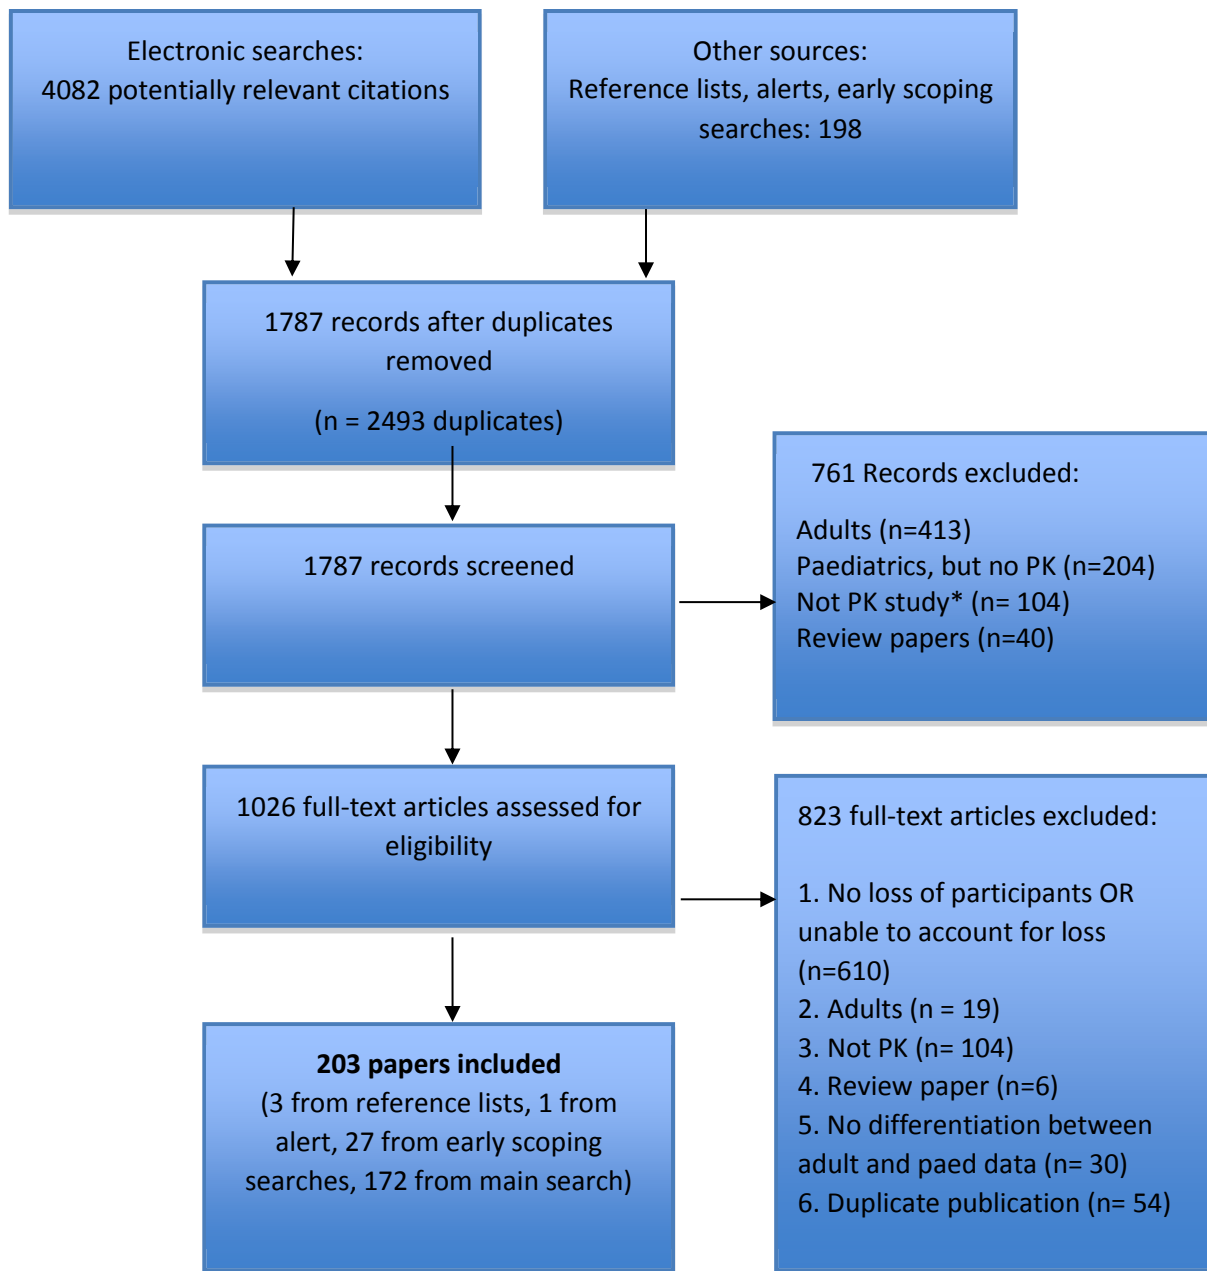 Electronic searches:
4082 potentially relevant citations
Other sources:
Reference lists, alerts, early scoping
searches: 198
1787 records after duplicates
removed
(n = 2493 duplicates)
761 Records excluded:
Adults (n=413)
Paediatrics, but no PK (n=204)
Not PK study* (n= 104)
Review papers (n=40)
1787 records screened
1026 full-text articles assessed for
eligibility
823 full-text articles excluded:
1. No loss of participants OR
unable to account for loss
(n=610)
2. Adults (n = 19)
3. Not PK (n= 104)
4. Review paper (n=6)
5. No differentiation between
adult and paed data (n= 30)
6. Duplicate publication (n= 54)
203 papers included
(3 from reference lists, 1 from
alert, 27 from early scoping
searches, 172 from main search)